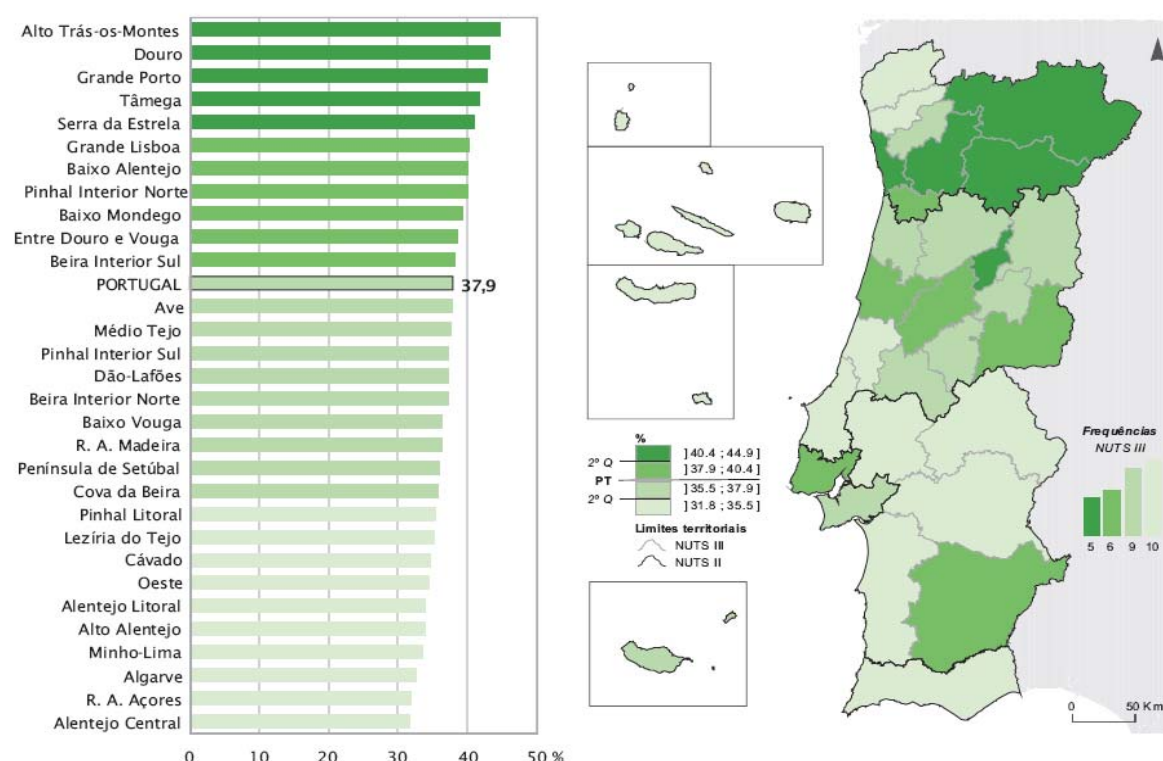 Alto Trás-os-Montes
Douro
Grande Porto
Tâmega
Serra da Estrela
Grande Lisboa
Baixo Alentejo
Pinhal Interior Norte
Baixo Mondego
Entre Douro e Vouga
Beira Interior Sul
PORTUGAL 37,9
Ave
Médio Tejo
Pinhal Interior Sul
Dão-Lafões
Beira Interior Norte
Baixo Vouga
R. A. Madeira
Península de Setúbal
Cova da Beira
Pinhal Litoral
Lezíria do Tejo
Cávado
Oeste
Alentejo Litoral
Alto Alentejo
Minho-Lima
Algarve
R. A. Açores
Alentejo Central
0 10 20 30 40 50 %
%
]40.4 ; 44.9]
2º Q
]37.9 ; 40.4]
PT
]35.5 ; 37.9]
2º Q
]31.8 ; 35.5]
Limites territoriais
NUTS III
NUTS II
Frequências
NUTS III
5 6 9 10
0 50 Km